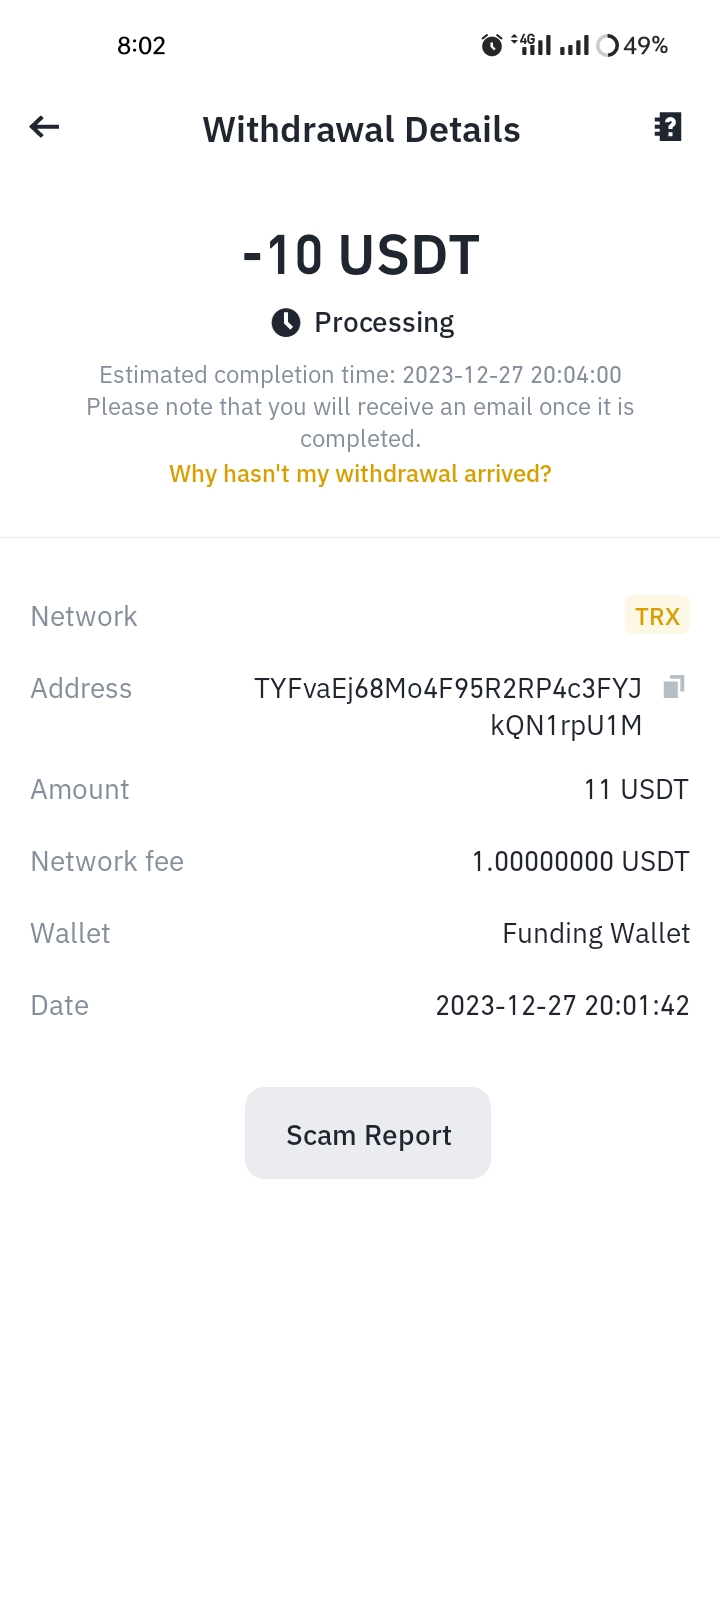 8:02 4G 49%
Withdrawal Details
-10 USDT
Processing
Estimated completion time: 2023-12-27 20:04:00
Please note that you will receive an email once it is
completed.
Why hasn't my withdrawal arrived?
Network TRX
Address TYFvaEj68Mo4F95R2RP4c3FYJ
kQN1rpU1M
Amount 11 USDT
Network fee 1.00000000 USDT
Wallet Funding Wallet
Date 2023-12-27 20:01:42
Scam Report